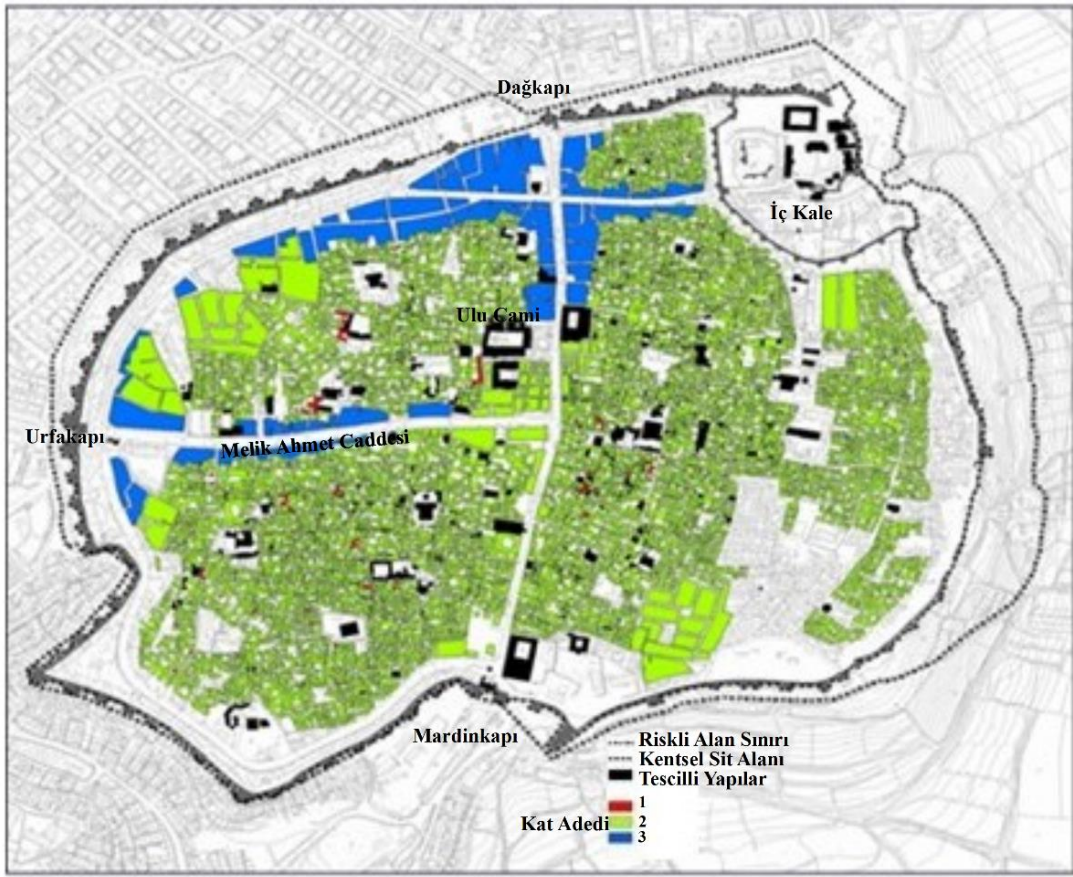 Dağkapı
İç Kale
Ulu Cami
Urfakapı
Melik Ahmet Caddesi
Mardinkapı
Riskli Alan Sınırı
Kentsel Sit Alanı
Tescilli Yapılar
Kat Adedi
1
2
3